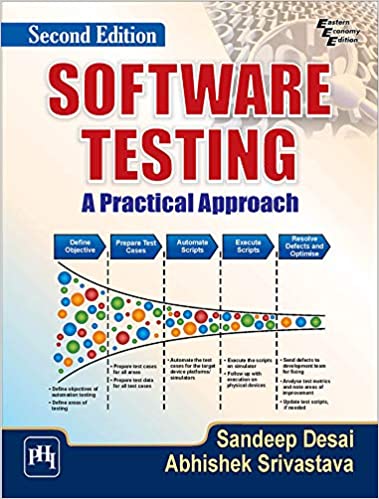 Second Edition
Eastern
Economy
Edition
SOFTWARE
TESTING
A Practical Approach
Define
Objective
Prepare Test
Cases
Automate
Scripts
Execute
Scripts
Resolve
Defects and
Optimise
• Define objectives of
automation testing
• Define areas of
testing
• Prepare test cases
for all areas
• Prepare test data
for all test cases
• Automate the test
cases for the target
device platforms/
simulators
• Execute the scripts
on simulator
• Follow up with
execution on
physical devices
• Send defects to
development team
for fixing
• Analyse test metrics
and note areas of
improvement
• Update test scripts,
if needed
PHI
Sandeep Desai
Abhishek Srivastava